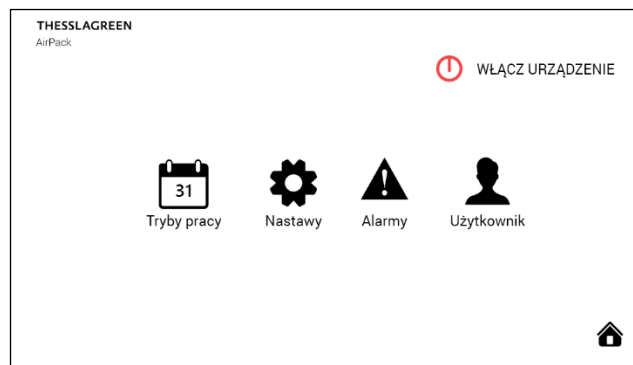 THESSLAGREEN
AirPack
WŁĄCZ URZĄDZENIE
31
Tryby pracy
Nastawy
Alarmy
Użytkownik